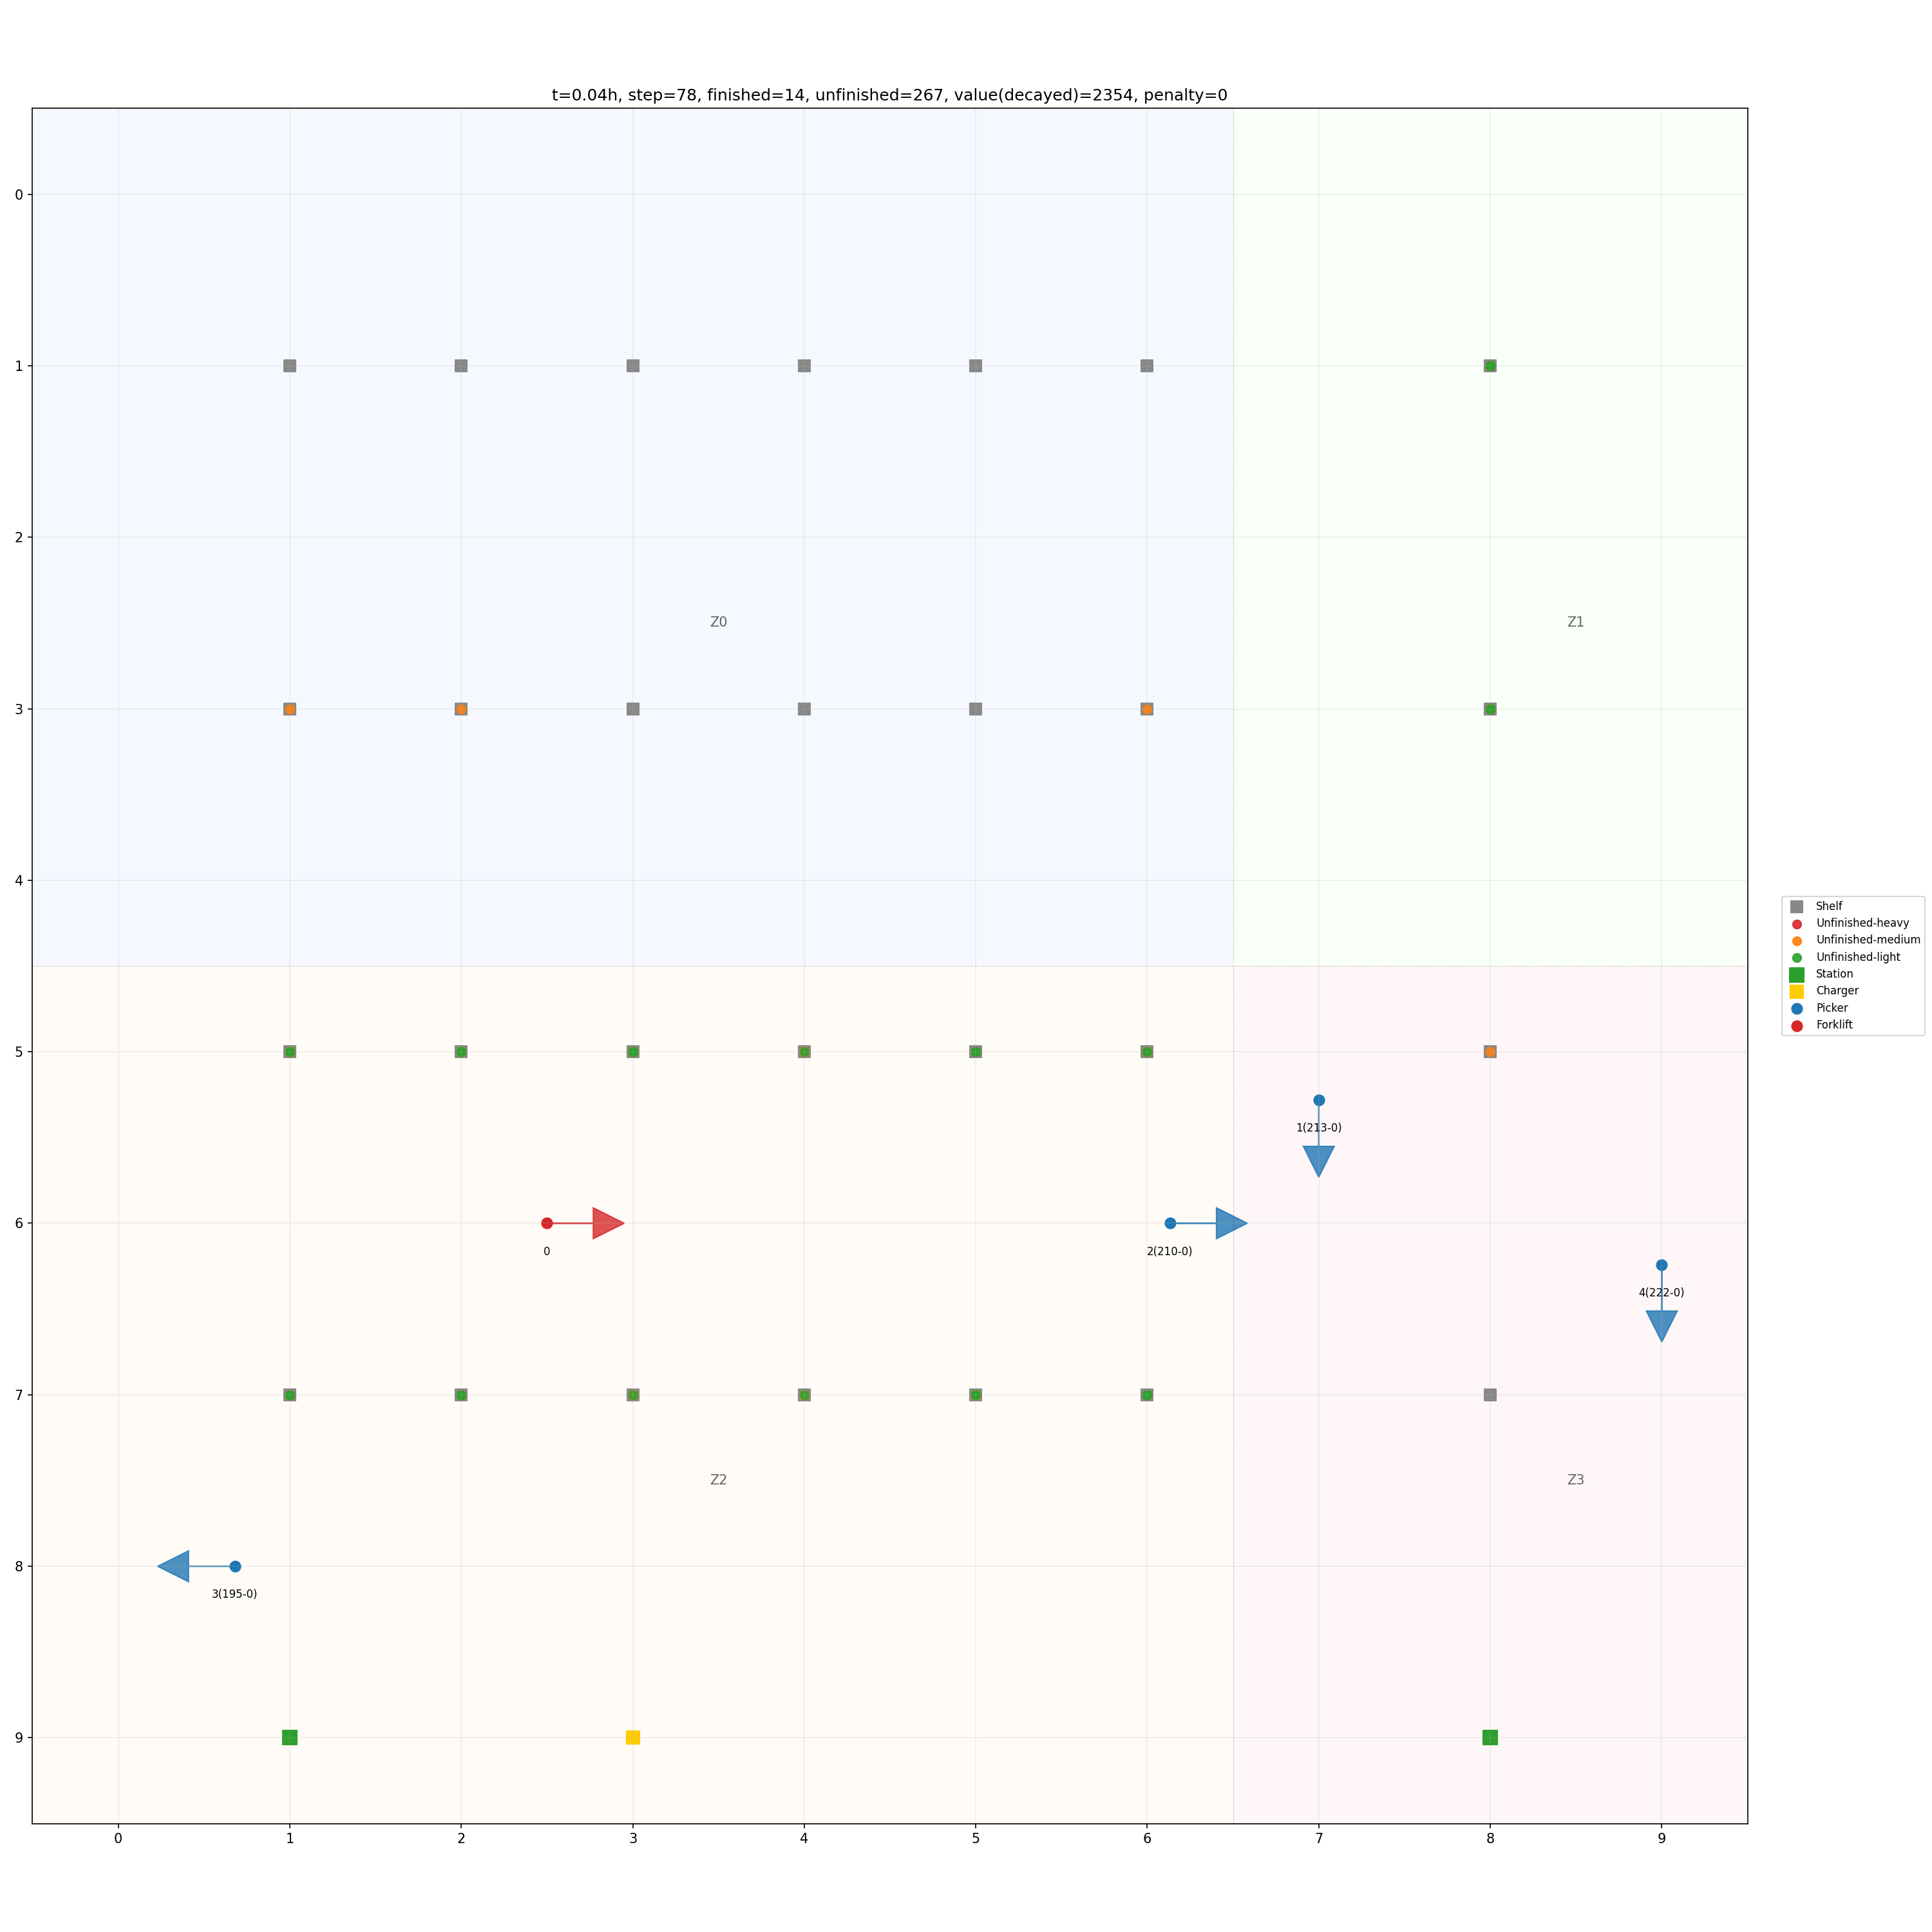 t=0.04h, step=78, finished=14, unfinished=267, value(decayed)=2354, penalty=0
0
1
2
Z0
Z1
3
4
Shelf
Unfinished-heavy
Unfinished-medium
Unfinished-light
Station
Charger
Picker
Forklift
5
1(213-0)
6
0
2(210-0)
4(222-0)
7
Z2
Z3
8
3(195-0)
9
0 1 2 3 4 5 6 7 8 9